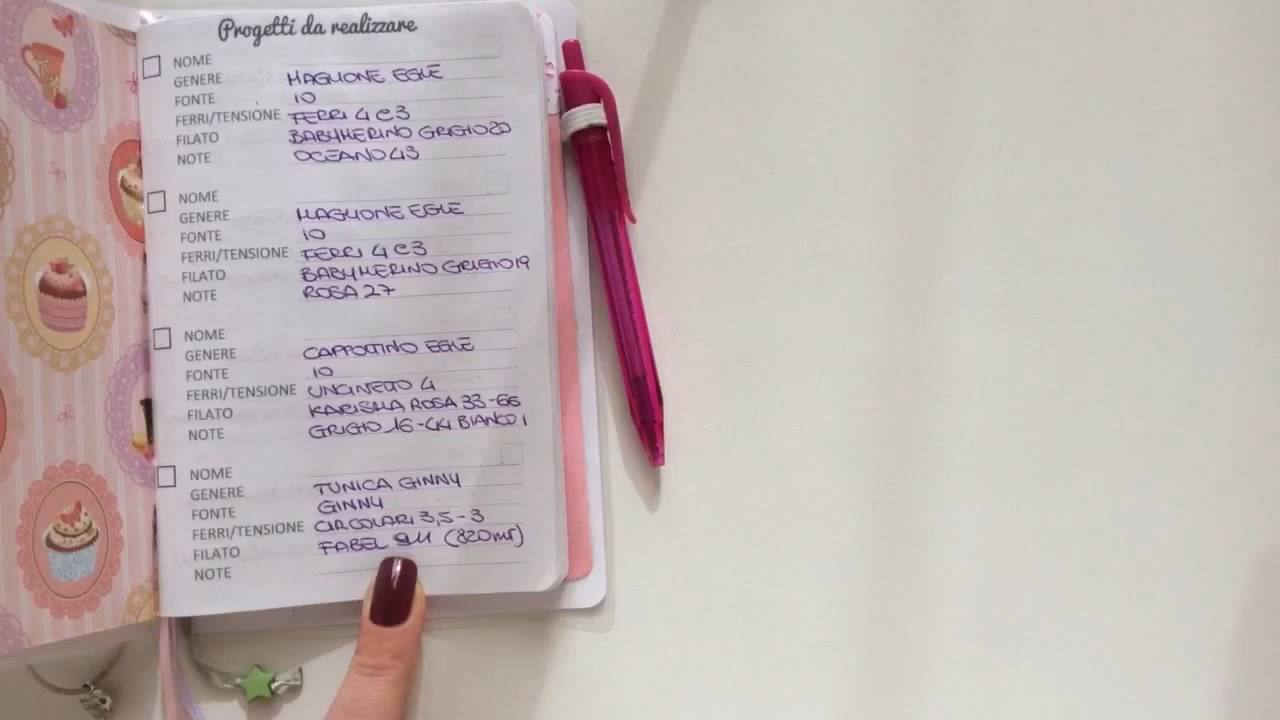 Progetti da realizzare
NOME
GENERE MAGLIONE EGLE
FONTE 10
FERRI/TENSIONE FERRI 4 e 3
FILATO BABYMERINO GRIGIO 20
NOTE OCEANO 43
NOME
GENERE MAGLIONE EGLE
FONTE 10
FERRI/TENSIONE FERRI 4 e 3
FILATO BABYMERINO GRIGIO 19
NOTE ROSA 27
NOME
GENERE CAPPOTTINO EGLE
FONTE 10
FERRI/TENSIONE UNCINETTO 4
FILATO KARISMA ROSA 33-66
NOTE GRIGIO 16-44 BIANCO 1
NOME
GENERE TUNICA GINNY
FONTE GINNY
FERRI/TENSIONE CIRCOLARI 3,5-3
FILATO FABEL 911 (820mt)
NOTE